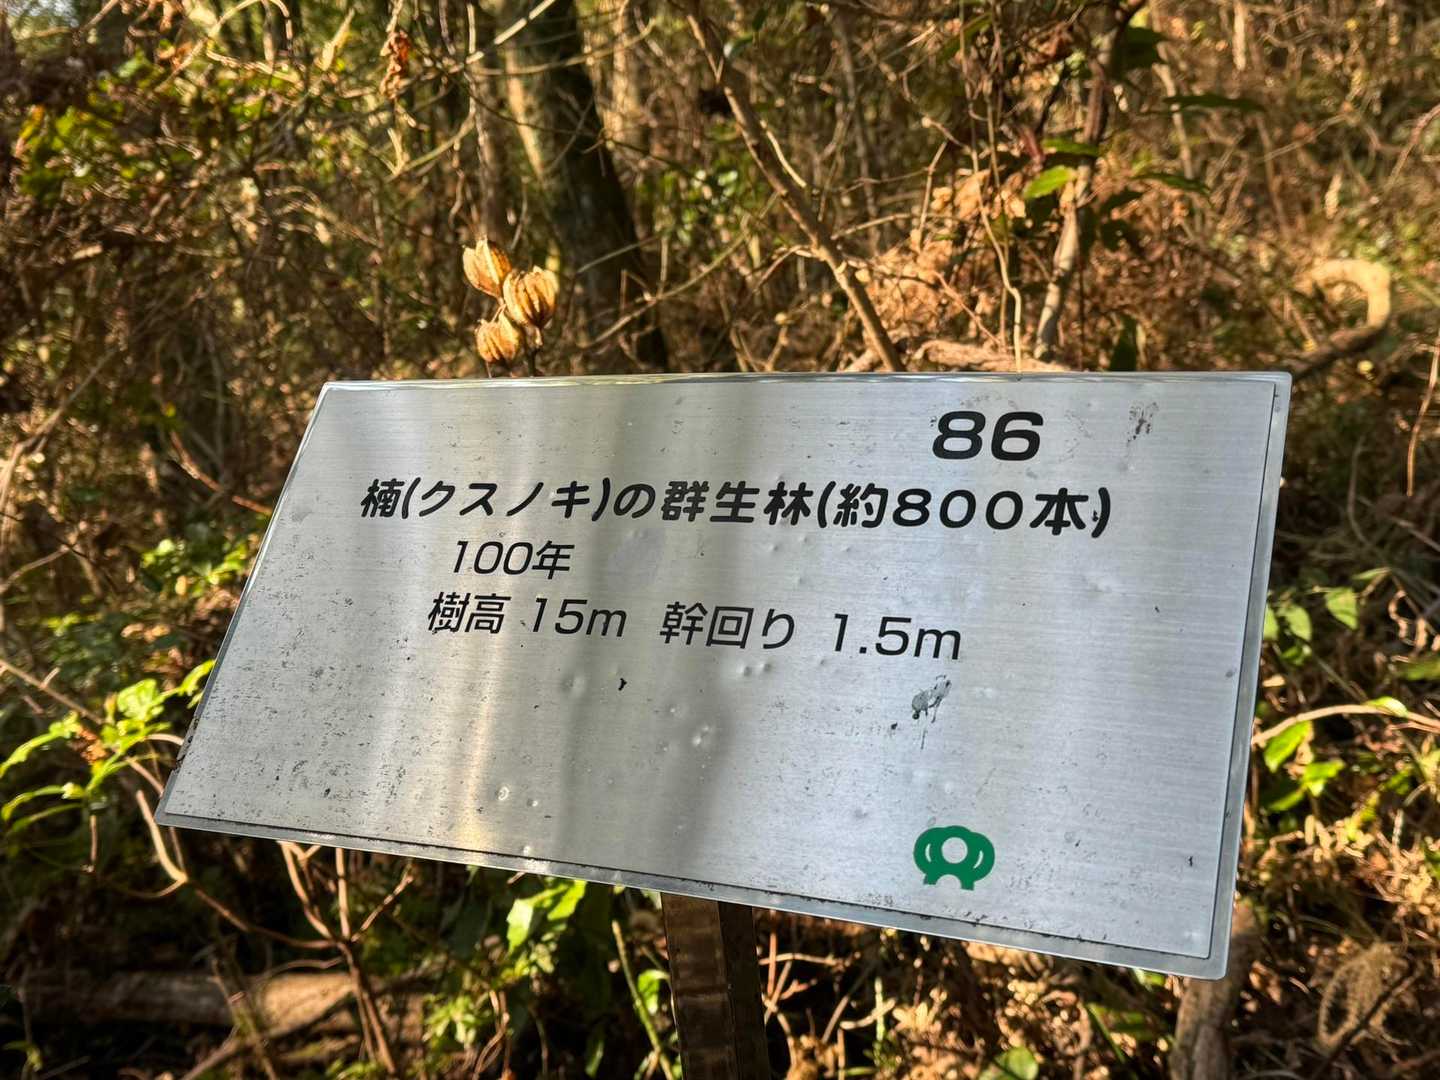 86
楠(クスノキ)の群生林(約800本)
100年
樹高 15m 幹回り 1.5m